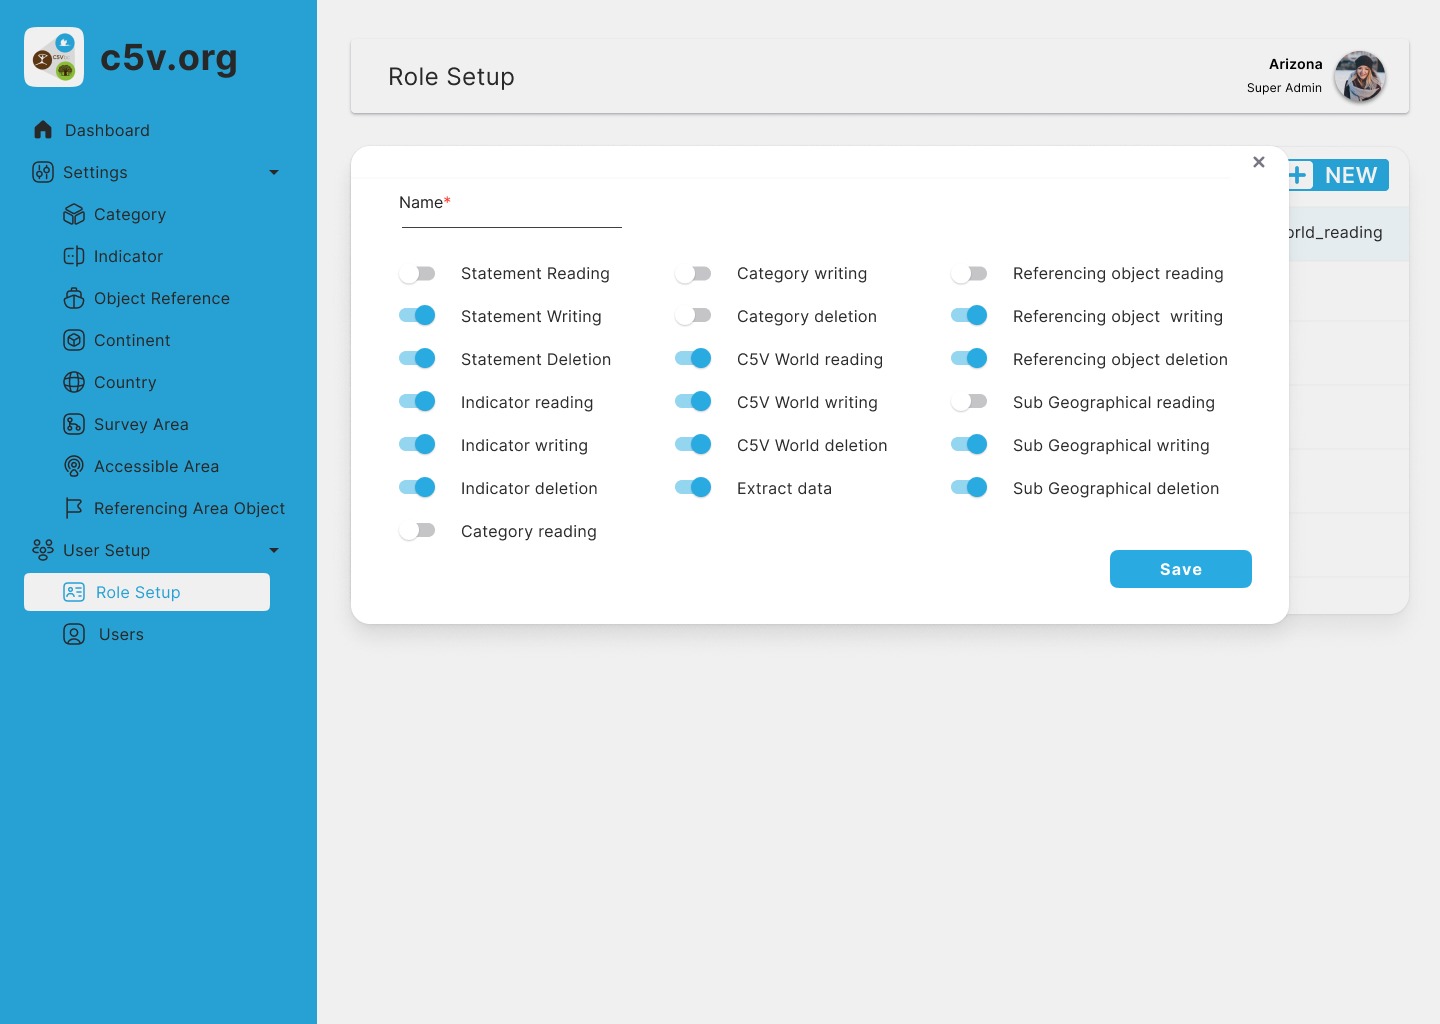 c5v.org
Dashboard
Settings
Category
Indicator
Object Reference
Continent
Country
Survey Area
Accessible Area
Referencing Area Object
User Setup
Role Setup
Users
Role Setup
Arizona
Super Admin
NEW
orld_reading
Name*
Statement Reading
Statement Writing
Statement Deletion
Indicator reading
Indicator writing
Indicator deletion
Category reading
Category writing
Category deletion
C5V World reading
C5V World writing
C5V World deletion
Extract data
Referencing object reading
Referencing object  writing
Referencing object deletion
Sub Geographical reading
Sub Geographical writing
Sub Geographical deletion
Save